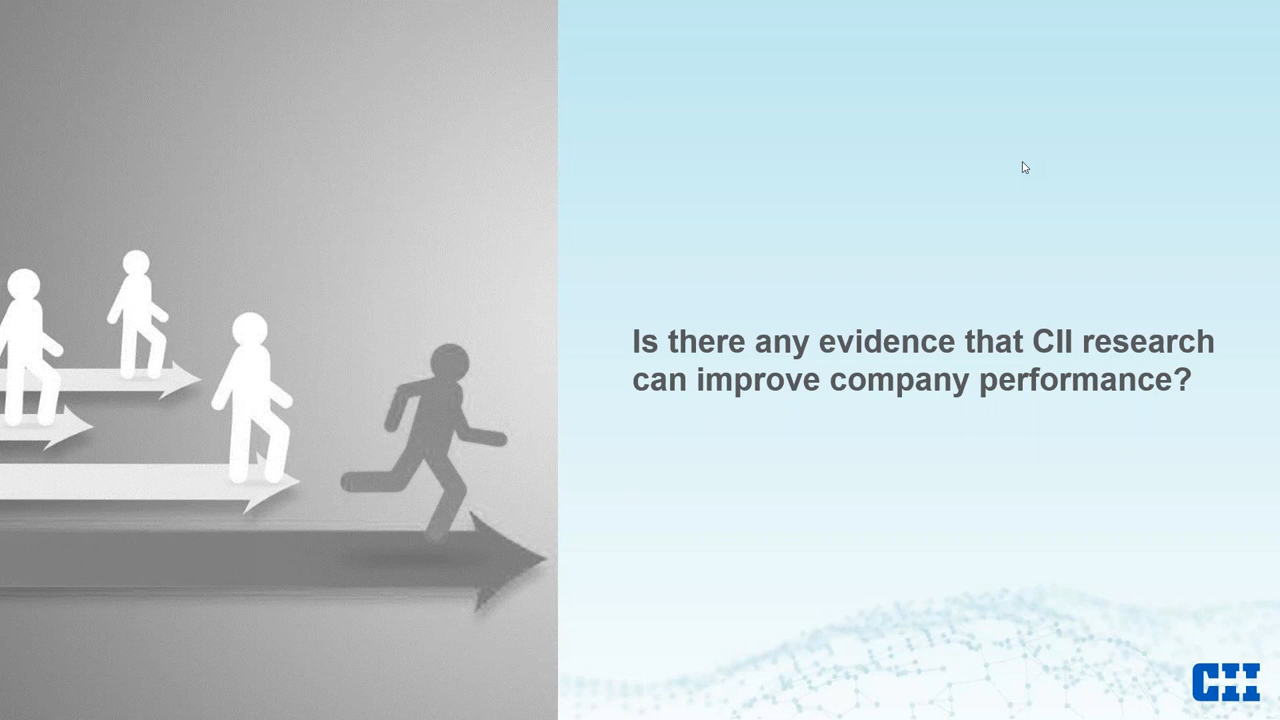 Is there any evidence that CII research
can improve company performance?
CII